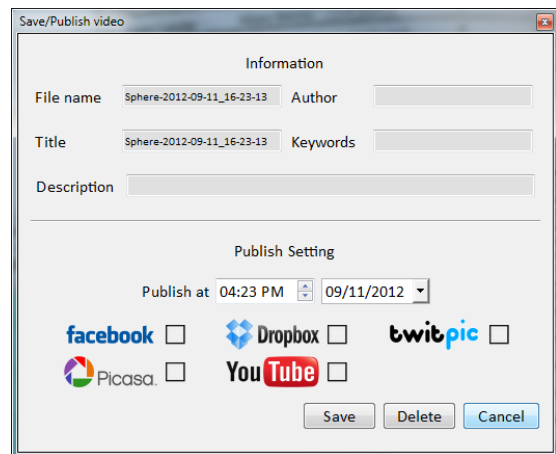 Save/Publish video
Information
File name Sphere-2012-09-11_16-23-13 Author
Title Sphere-2012-09-11_16-23-13 Keywords
Description
Publish Setting
Publish at 04:23 PM 09/11/2012
facebook Dropbox twitpic
Picasa. YouTube
Save Delete Cancel